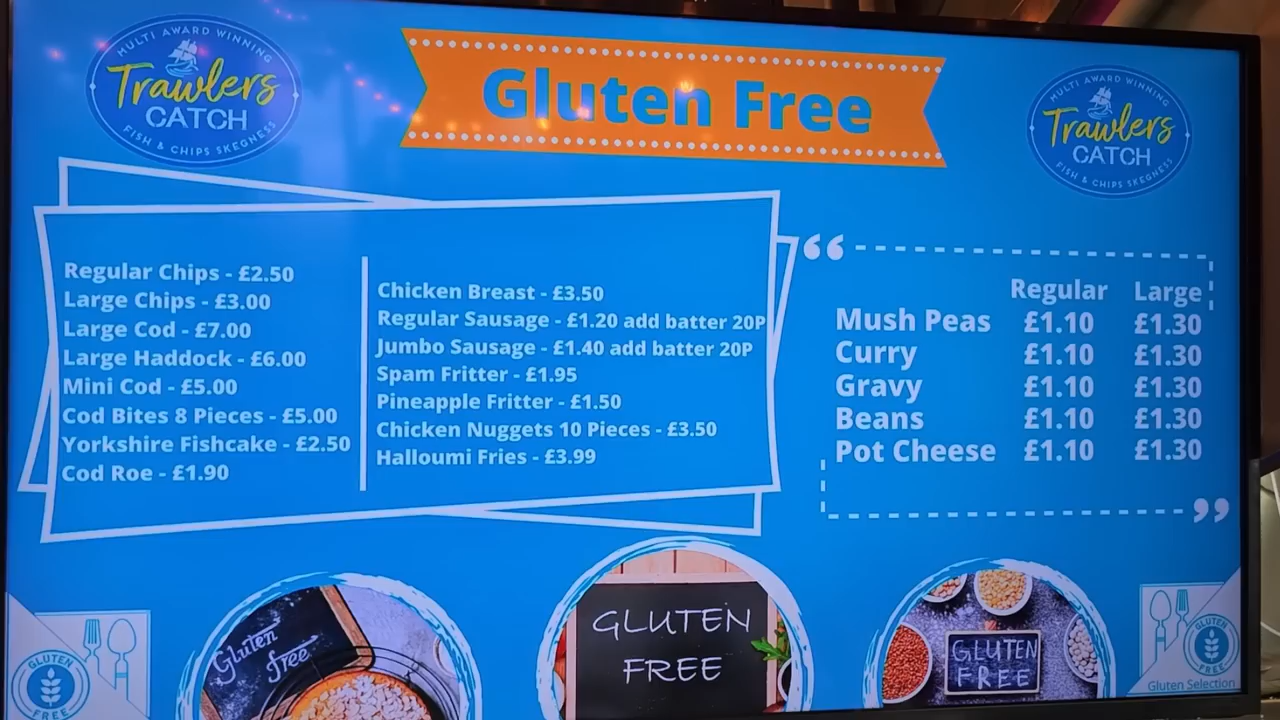 MULTI AWARD WINNING
Trawlers
CATCH
FISH & CHIPS SKEGNESS
Gluten Free
MULTI AWARD WINNING
Trawlers
CATCH
FISH & CHIPS SKEGNESS
Regular Chips - £2.50
Large Chips - £3.00
Large Cod - £7.00
Large Haddock - £6.00
Mini Cod - £5.00
Cod Bites 8 Pieces - £5.00
Yorkshire Fishcake - £2.50
Cod Roe - £1.90
Chicken Breast - £3.50
Regular Sausage - £1.20 add batter 20P
Jumbo Sausage - £1.40 add batter 20P
Spam Fritter - £1.95
Pineapple Fritter - £1.50
Chicken Nuggets 10 Pieces - £3.50
Halloumi Fries - £3.99
“
Regular Large
Mush Peas £1.10 £1.30
Curry £1.10 £1.30
Gravy £1.10 £1.30
Beans £1.10 £1.30
Pot Cheese £1.10 £1.30
”
GLUTEN
FREE
Gluten
free
GLUTEN
FREE
GLUTEN
FREE
GLUTEN
FREE
Gluten Selection